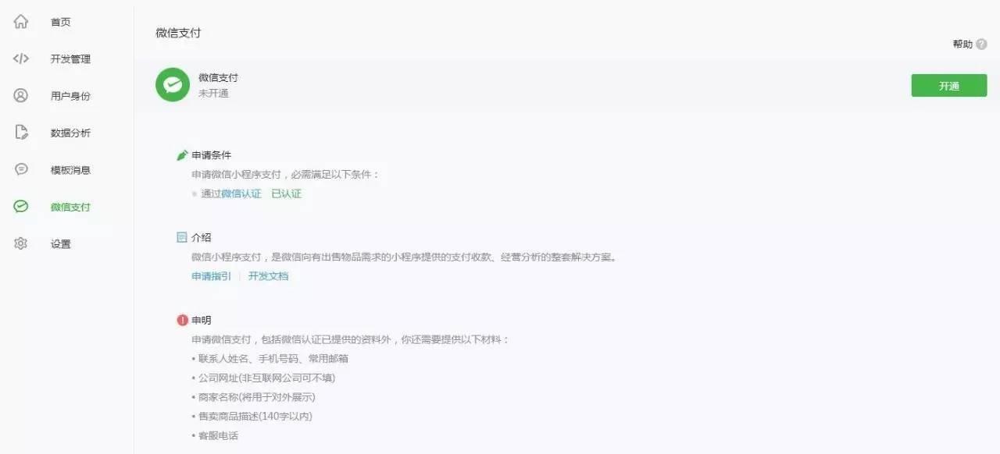 首页
开发管理
用户身份
数据分析
模板消息
微信支付
设置
微信支付
帮助
微信支付
未开通
开通
申请条件
申请微信小程序支付，必需满足以下条件：
通过微信认证 已认证
介绍
微信小程序支付，是微信向有出售物品需求的小程序提供的支付收款、经营分析的整套解决方案。
申请指引 | 开发文档
申明
申请微信支付，包括微信认证已提供的资料外，你还需要提供以下材料：
• 联系人姓名、手机号码、常用邮箱
• 公司网址(非互联网公司可不填)
• 商家名称(将用于对外展示)
• 售卖商品描述(140字以内)
• 客服电话